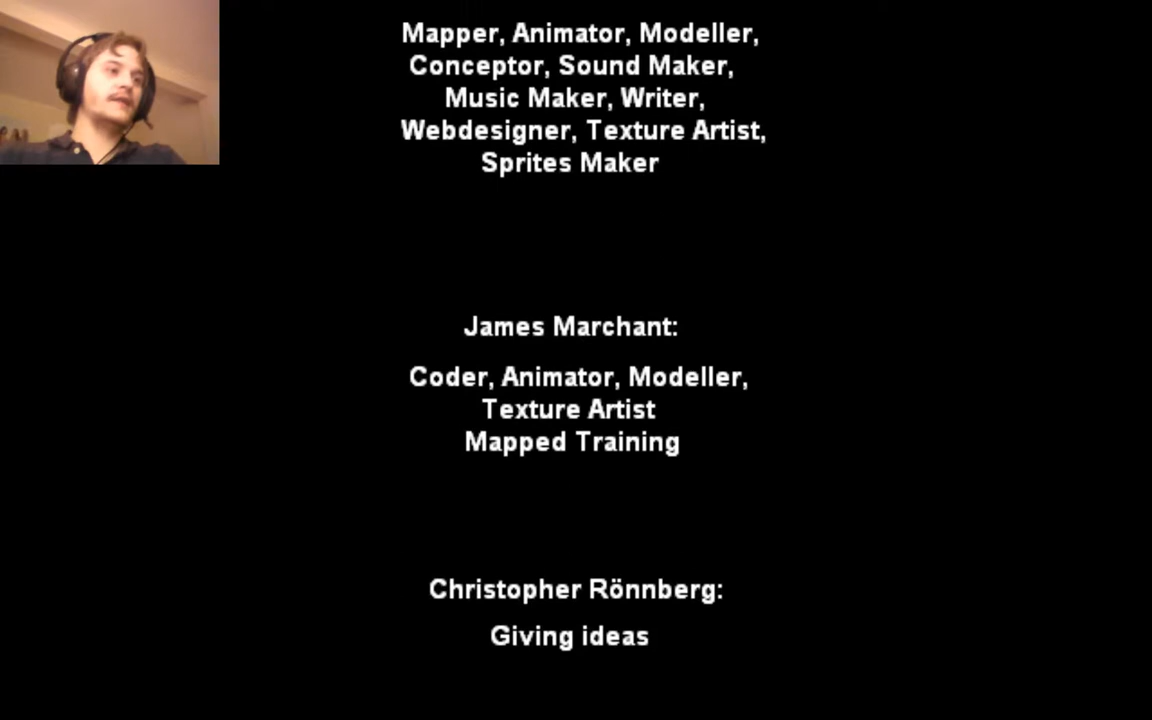 Mapper, Animator, Modeller,
Conceptor, Sound Maker,
Music Maker, Writer,
Webdesigner, Texture Artist,
Sprites Maker
James Marchant:
Coder, Animator, Modeller,
Texture Artist
Mapped Training
Christopher Rönnberg:
Giving ideas